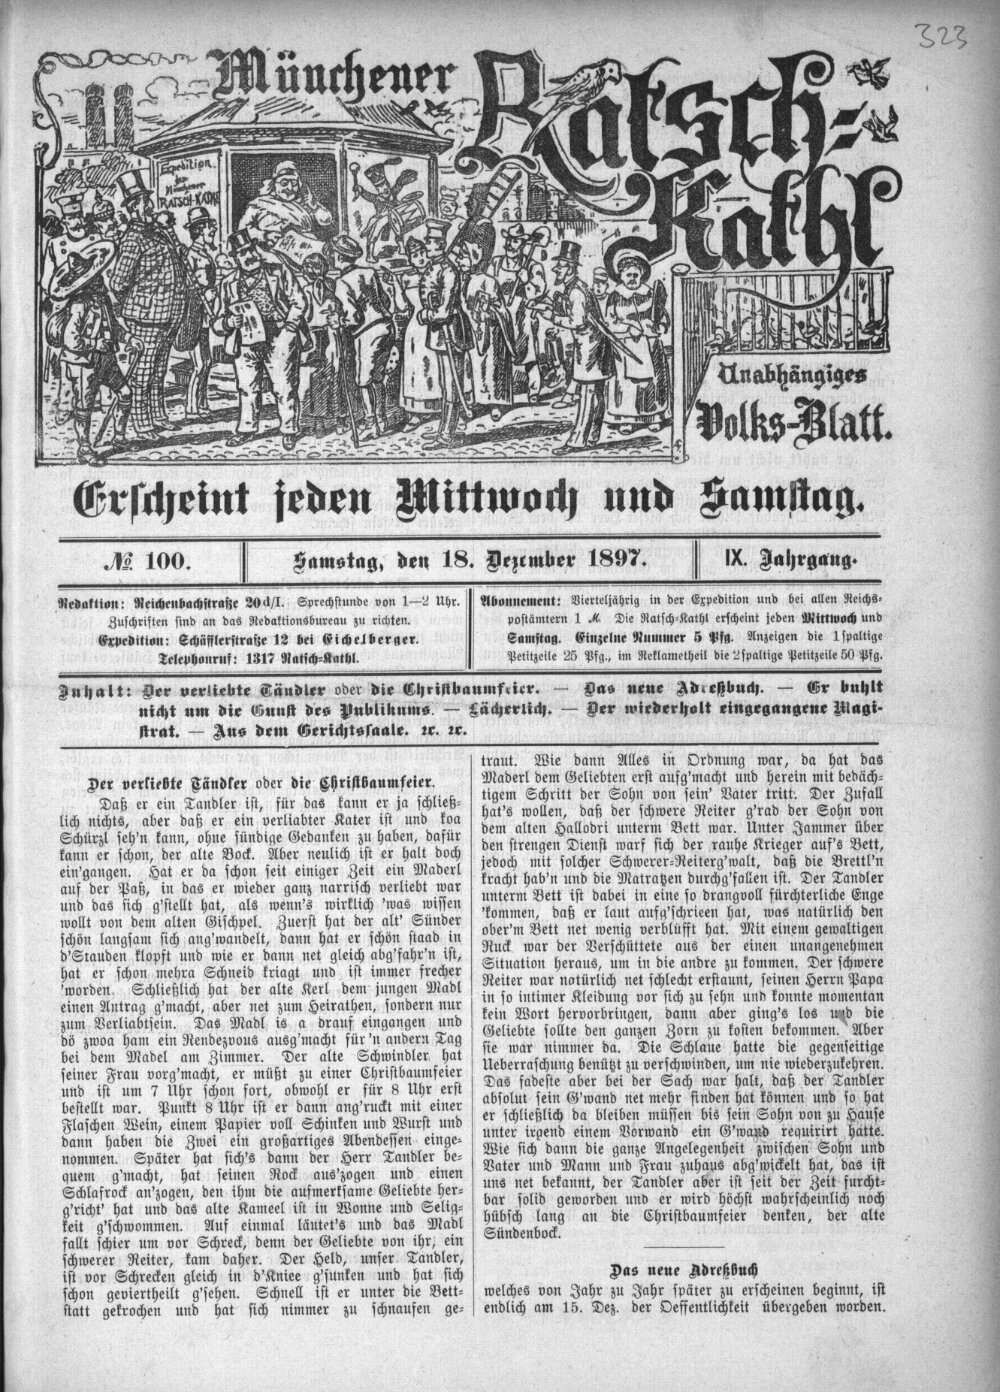 323
Münchener
Ratsch-
Kathl
Expedition
der
Münchener
RATSCH-KATHL
Unabhängiges
Volks-Blatt.
Erscheint jeden Mittwoch und Samstag.
№ 100.
Samstag, den 18. Dezember 1897.
IX. Jahrgang.
Redaktion: Reichenbachstraße 20 d/I. Sprechstunde von 1—2 Uhr.
Zuschriften sind an das Redaktionsbureau zu richten.
Expedition: Schäfflerstraße 12 bei Eichelberger.
Telephonruf: 1317 Ratsch-Kathl.
Abonnement: Vierteljährig in der Expedition und bei allen Reichs-
postämtern 1 ℳ. Die Ratsch-Kathl erscheint jeden Mittwoch und
Samstag. Einzelne Nummer 5 Pfg. Anzeigen die 1spaltige
Petitzeile 25 Pfg., im Reklametheil die 2spaltige Petitzeile 50 Pfg.
Inhalt: Der verliebte Tändler oder die Christbaumfeier. — Das neue Adreßbuch. — Er buhlt
nicht um die Gunst des Publikums. — Lächerlich. — Der wiederholt eingegangene Magi-
strat. — Aus dem Gerichtssaale. ꝛc. ꝛc.
Der verliebte Tändler oder die Christbaumfeier.
Daß er ein Tandler ist, für das kann er ja schließ-
lich nichts, aber daß er ein verliabter Kater ist und koa
Schürzl seh'n kann, ohne sündige Gedanken zu haben, dafür
kann er schon, der alte Bock. Aber neulich ist er halt doch
ein'gangen. Hat er da schon seit einiger Zeit ein Maderl
auf der Paß, in das er wieder ganz narrisch verliebt war
und das sich g'stellt hat, als wenn's wirklich 'was wissen
wollt von dem alten Gischpel. Zuerst hat der alt' Sünder
schön langsam sich ang'wandelt, dann hat er schön staad in
d'Stauden klopft und wie er dann net gleich abg'fahr'n ist,
hat er schon mehra Schneid kriagt und ist immer frecher
'worden. Schließlich hat der alte Kerl dem jungen Madl
einen Antrag g'macht, aber net zum Heirathen, sondern nur
zum Verliabtsein. Das Madl is a drauf eingangen und
dö zwoa ham ein Rendezvous ausg'macht für'n andern Tag
bei dem Madel am Zimmer. Der alte Schwindler hat
seiner Frau vorg'macht, er müßt zu einer Christbaumfeier
und ist um 7 Uhr schon fort, obwohl er für 8 Uhr erst
bestellt war. Punkt 8 Uhr ist er dann ang'ruckt mit einer
Flaschen Wein, einem Papier voll Schinken und Wurst und
dann haben die Zwei ein großartiges Abendessen einge-
nommen. Später hat sich's dann der Herr Tandler be-
quem g'macht, hat seinen Rock aus'zogen und einen
Schlafrock an'zogen, den ihm die aufmerksame Geliebte her-
g'richt' hat und das alte Kameel ist in Wonne und Selig-
keit g'schwommen. Auf einmal läutet's und das Madl
fallt schier um vor Schreck, denn der Geliebte von ihr, ein
schwerer Reiter, kam daher. Der Held, unser Tandler,
ist vor Schrecken gleich in d'Kniee g'sunken und hat sich
schon geviertheilt g'sehen. Schnell ist er unter die Bett-
statt gekrochen und hat sich nimmer zu schnaufen ge-
traut. Wie dann Alles in Ordnung war, da hat das
Maderl dem Geliebten erst aufg'macht und herein mit bedäch-
tigem Schritt der Sohn von sein' Vater tritt. Der Zufall
hat's wollen, daß der schwere Reiter g'rad der Sohn von
dem alten Hallodri unterm Bett war. Unter Jammer über
den strengen Dienst warf sich der rauhe Krieger auf's Bett,
jedoch mit solcher Schwerer-Reiterg'walt, daß die Brettl'n
kracht hab'n und die Matratzen durchg'fallen ist. Der Tandler
unterm Bett ist dabei in eine so drangvoll fürchterliche Enge
'kommen, daß er laut aufg'schrieen hat, was natürlich den
ober'm Bett net wenig verblüfft hat. Mit einem gewaltigen
Ruck war der Verschüttete aus der einen unangenehmen
Situation heraus, um in die andre zu kommen. Der schwere
Reiter war notürlich net schlecht erstaunt, seinen Herrn Papa
in so intimer Kleidung vor sich zu sehn und konnte momentan
kein Wort hervorbringen, dann aber ging's los und die
Geliebte sollte den ganzen Zorn zu kosten bekommen. Aber
sie war nimmer da. Die Schlaue hatte die gegenseitige
Ueberraschung benützt zu verschwinden, um nie wiederzukehren.
Das fadeste aber bei der Sach war halt, daß der Tandler
absolut sein G'wand net mehr finden hat können und so hat
er schließlich da bleiben müssen bis sein Sohn von zu Hause
unter irgend einem Vorwand ein G'wand requirirt hatte.
Wie sich dann die ganze Angelegenheit zwischen Sohn und
Vater und Mann und Frau zuhaus abg'wickelt hat, das ist
uns net bekannt, der Tandler aber ist seit der Zeit furcht-
bar solid geworden und er wird höchst wahrscheinlich noch
hübsch lang an die Christbaumfeier denken, der alte
Sündenbock.
Das neue Adreßbuch
welches von Jahr zu Jahr später zu erscheinen beginnt, ist
endlich am 15. Dez. der Oeffentlichkeit übergeben worden.